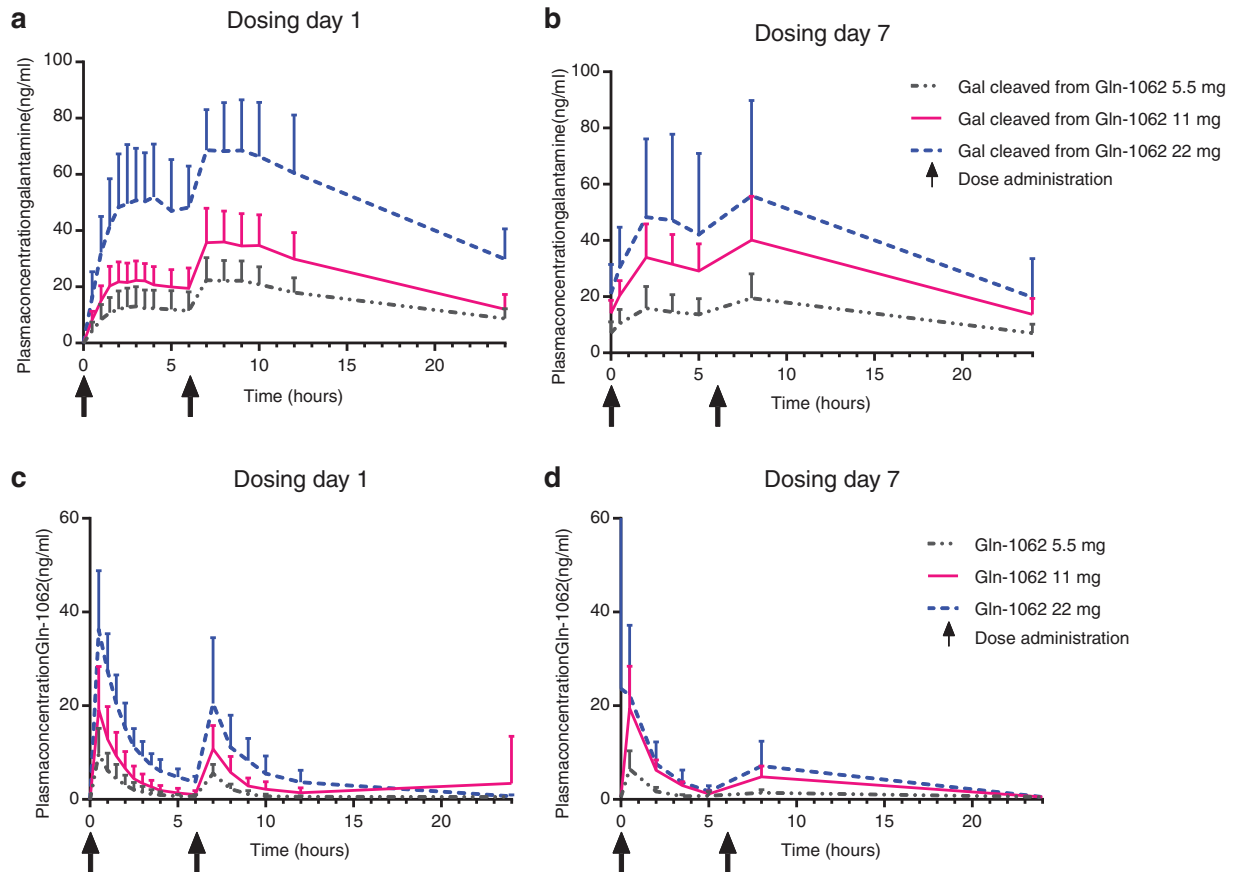 a
Dosing day 1
Plasmaconcentrationgalantamine(ng/ml)
100
80
60
40
20
0
0 5 10 15 20
Time (hours)
b
Dosing day 7
Plasmaconcentrationgalantamine(ng/ml)
100
80
60
40
20
0
0 5 10 15 20
Time (hours)
Gal cleaved from Gln-1062 5.5 mg
Gal cleaved from Gln-1062 11 mg
Gal cleaved from Gln-1062 22 mg
Dose administration
c
Dosing day 1
PlasmaconcentrationGln-1062(ng/ml)
60
40
20
0
0 5 10 15 20
Time (hours)
d
Dosing day 7
PlasmaconcentrationGln-1062(ng/ml)
60
40
20
0
0 5 10 15 20
Time (hours)
Gln-1062 5.5 mg
Gln-1062 11 mg
Gln-1062 22 mg
Dose administration